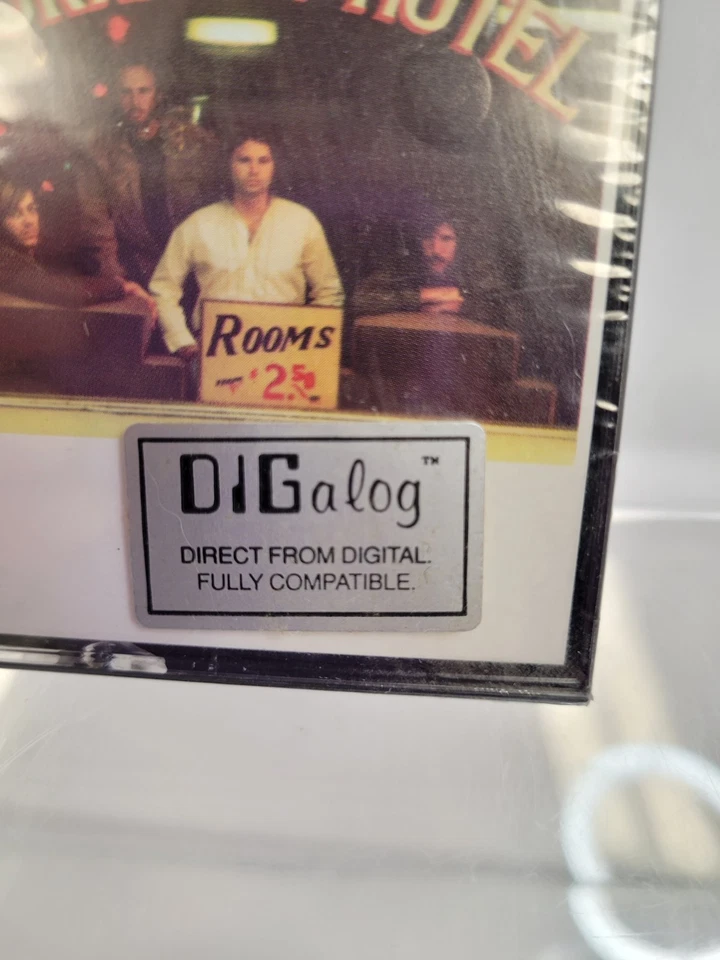 HOTEL
ROOMS
2.50
DIGalog™
DIRECT FROM DIGITAL.
FULLY COMPATIBLE.